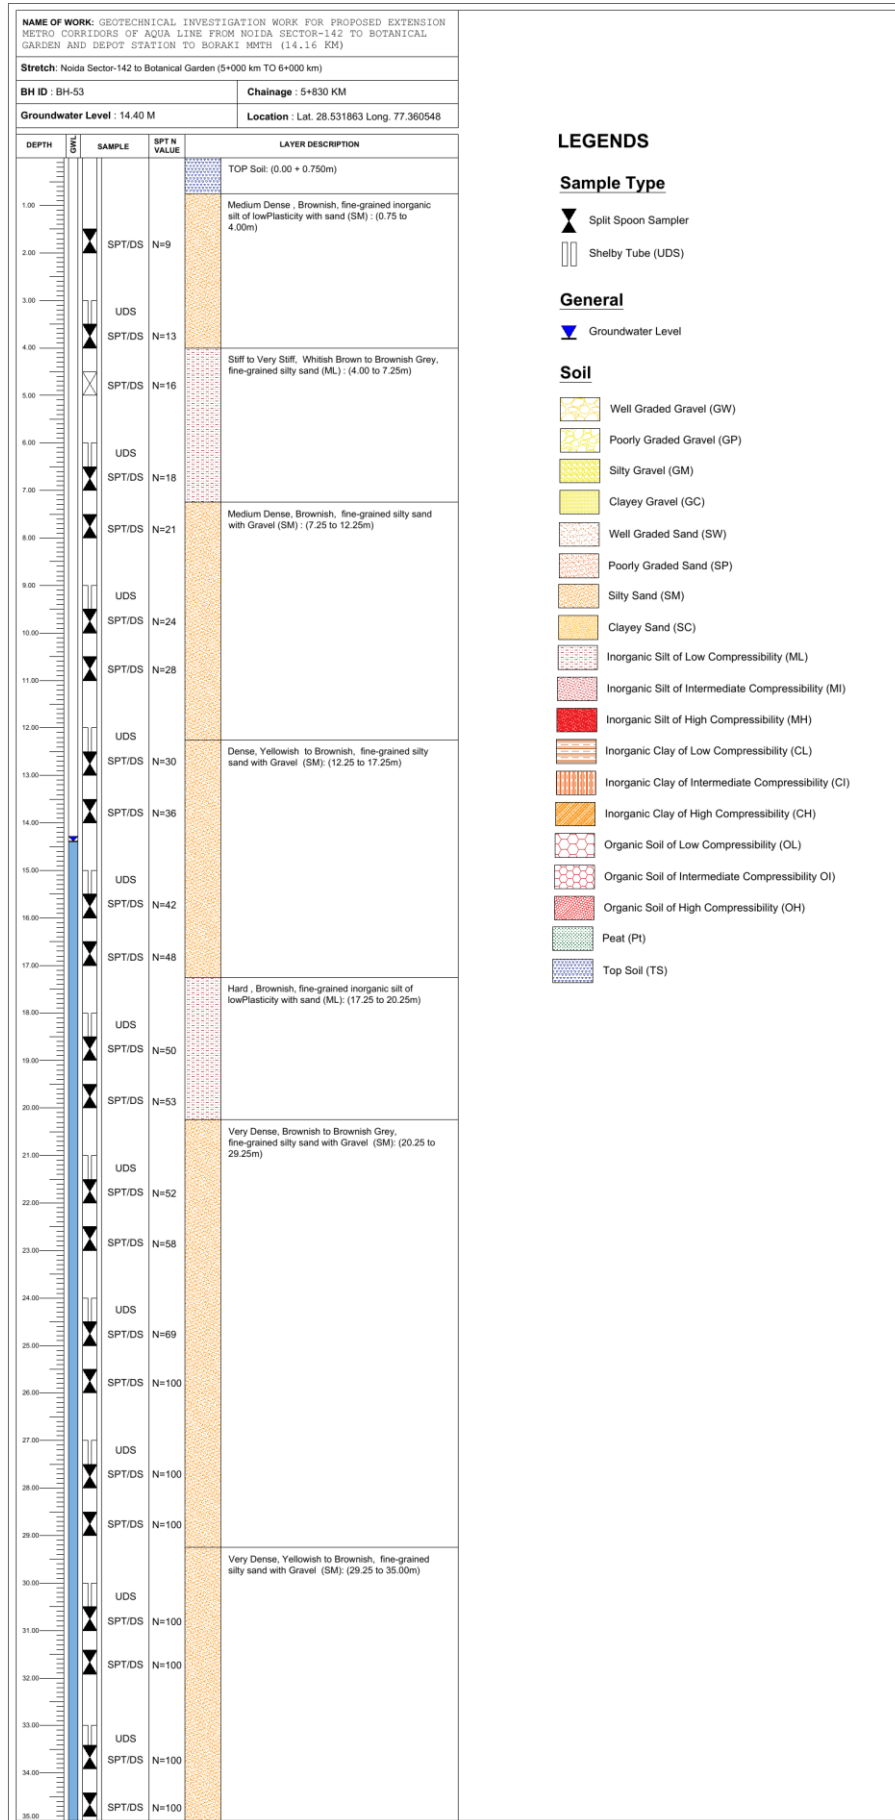 NAME OF WORK: GEOTECHNICAL INVESTIGATION WORK FOR PROPOSED EXTENSION
METRO CORRIDORS OF AQUA LINE FROM NOIDA SECTOR-142 TO BOTANICAL
GARDEN AND DEPOT STATION TO BORAKI MMTH (14.16 KM)
Stretch: Noida Sector-142 to Botanical Garden (5+000 km TO 6+000 km)
BH ID : BH-53
Chainage : 5+830 KM
Groundwater Level : 14.40 M
Location : Lat. 28.531863 Long. 77.360548
DEPTH GWL SAMPLE SPT N VALUE LAYER DESCRIPTION
TOP Soil: (0.00 + 0.750m)
1.00
Medium Dense , Brownish, fine-grained inorganic
silt of lowPlasticity with sand (SM) : (0.75 to
4.00m)
SPT/DS N=9
2.00
3.00
UDS
SPT/DS N=13
4.00
Stiff to Very Stiff, Whitish Brown to Brownish Grey,
fine-grained silty sand (ML) : (4.00 to 7.25m)
SPT/DS N=16
5.00
6.00
UDS
SPT/DS N=18
7.00
Medium Dense, Brownish, fine-grained silty sand
with Gravel (SM) : (7.25 to 12.25m)
SPT/DS N=21
8.00
9.00
UDS
SPT/DS N=24
10.00
SPT/DS N=28
11.00
12.00
UDS
Dense, Yellowish to Brownish, fine-grained silty
sand with Gravel (SM): (12.25 to 17.25m)
SPT/DS N=30
13.00
SPT/DS N=36
14.00
15.00
UDS
SPT/DS N=42
16.00
SPT/DS N=48
17.00
Hard , Brownish, fine-grained inorganic silt of
lowPlasticity with sand (ML): (17.25 to 20.25m)
18.00
UDS
SPT/DS N=50
19.00
SPT/DS N=53
20.00
Very Dense, Brownish to Brownish Grey,
fine-grained silty sand with Gravel (SM): (20.25 to
29.25m)
21.00
UDS
SPT/DS N=52
22.00
SPT/DS N=58
23.00
24.00
UDS
SPT/DS N=69
25.00
SPT/DS N=100
26.00
27.00
UDS
SPT/DS N=100
28.00
SPT/DS N=100
29.00
Very Dense, Yellowish to Brownish, fine-grained
silty sand with Gravel (SM): (29.25 to 35.00m)
30.00
UDS
SPT/DS N=100
31.00
SPT/DS N=100
32.00
33.00
UDS
SPT/DS N=100
34.00
SPT/DS N=100
35.00
LEGENDS
Sample Type
Split Spoon Sampler
Shelby Tube (UDS)
General
Groundwater Level
Soil
Well Graded Gravel (GW)
Poorly Graded Gravel (GP)
Silty Gravel (GM)
Clayey Gravel (GC)
Well Graded Sand (SW)
Poorly Graded Sand (SP)
Silty Sand (SM)
Clayey Sand (SC)
Inorganic Silt of Low Compressibility (ML)
Inorganic Silt of Intermediate Compressibility (MI)
Inorganic Silt of High Compressibility (MH)
Inorganic Clay of Low Compressibility (CL)
Inorganic Clay of Intermediate Compressibility (CI)
Inorganic Clay of High Compressibility (CH)
Organic Soil of Low Compressibility (OL)
Organic Soil of Intermediate Compressibility OI)
Organic Soil of High Compressibility (OH)
Peat (Pt)
Top Soil (TS)